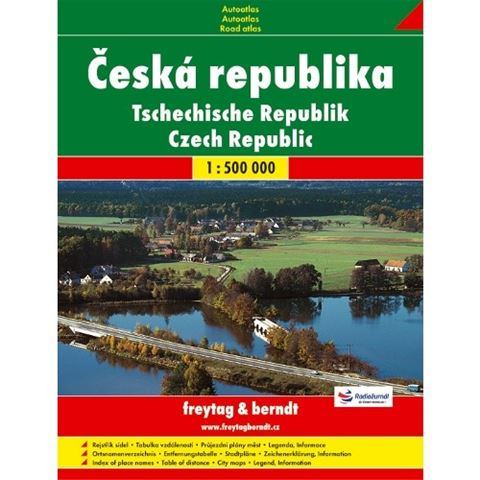 Autoatlas
Autoatlas
Road atlas
Česká republika
Tschechische Republik
Czech Republic
1 : 500 000
Radiožurnál
freytag & berndt
www.freytagberndt.cz
• Rejstřík sídel • Tabulka vzdáleností • Průjezdní plány měst • Legenda, Informace
• Ortsnamenverzeichnis • Entfernungstabelle • Stadtpläne • Zeichenerklärung, Information
• Index of place names • Table of distance • City maps • Legend, Information